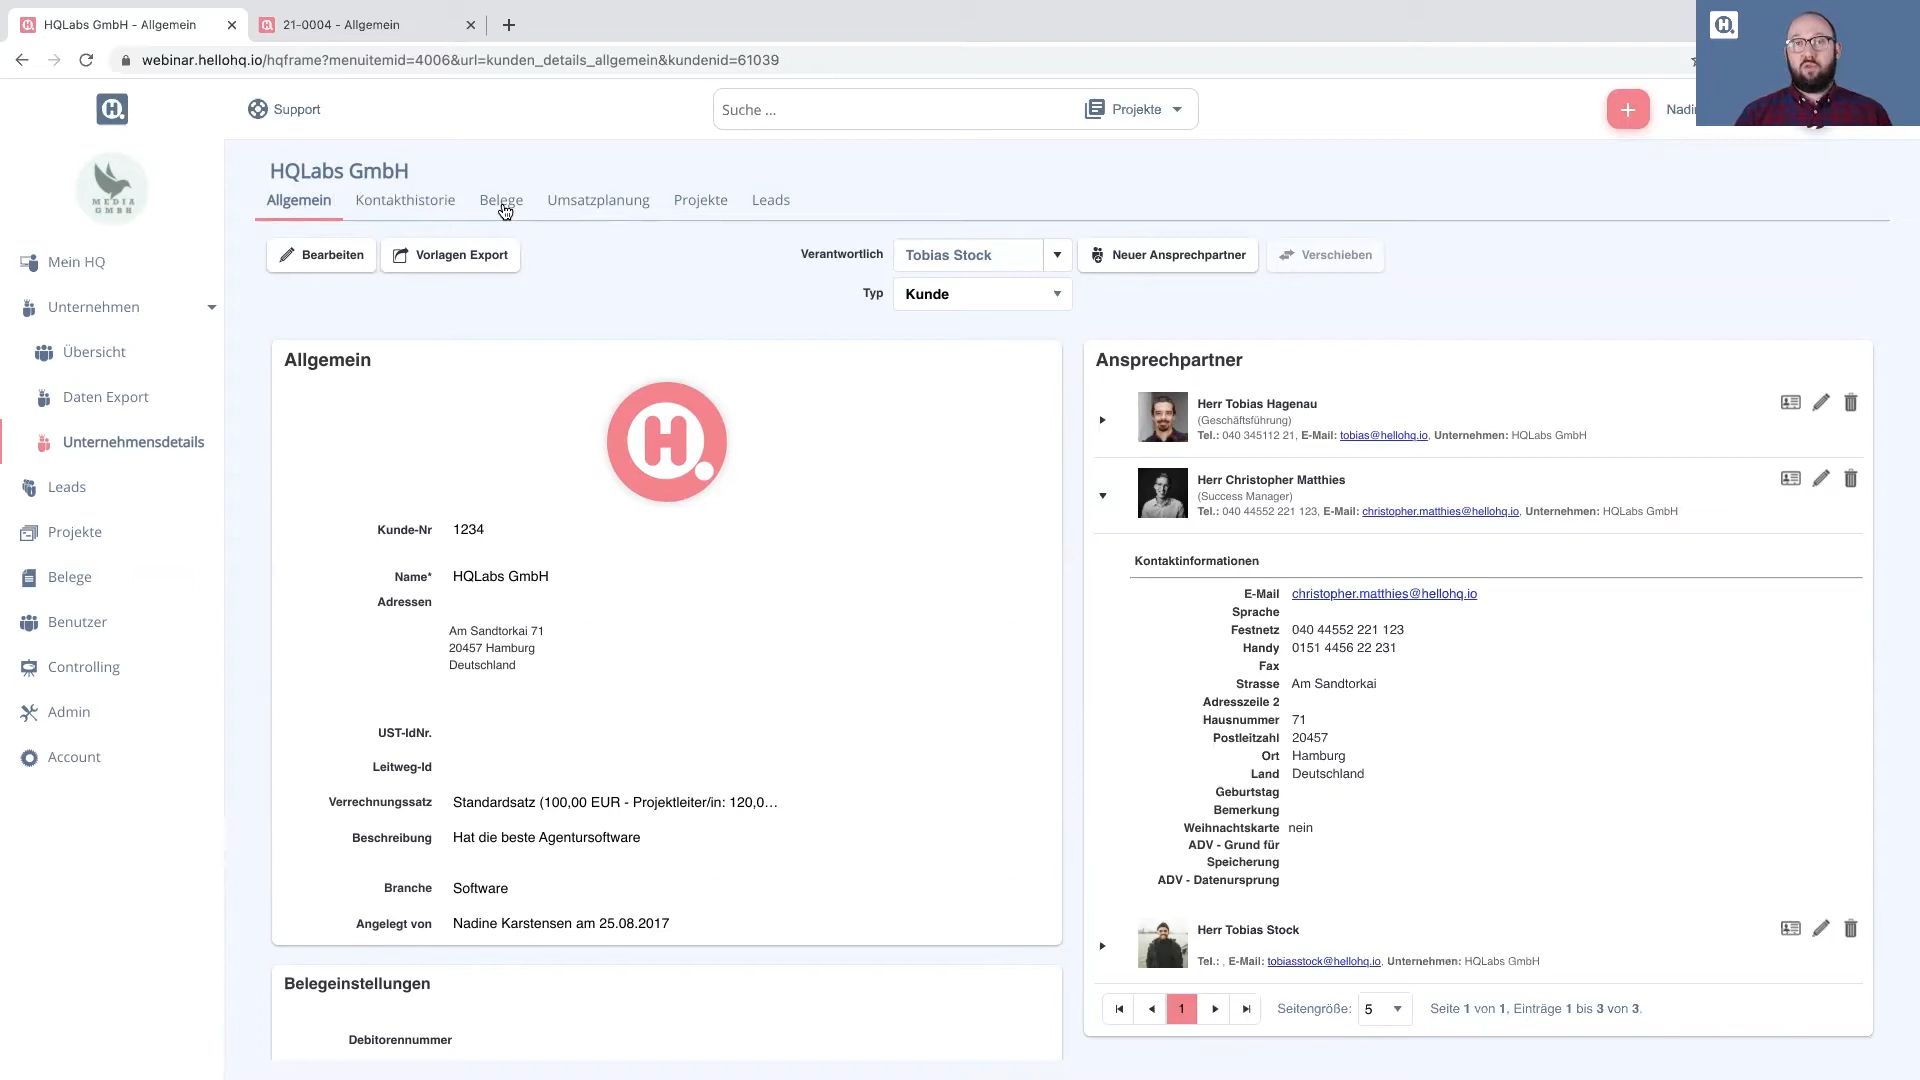 HQLabs GmbH - Allgemein
21-0004 - Allgemein
webinar.hellohq.io/hqframe?menuitemid=4006&url=kunden_details_allgemein&kundenid=61039
Support
Suche ...
Projekte
MEDIA
GMBH
Mein HQ
Unternehmen
Übersicht
Daten Export
Unternehmensdetails
Leads
Projekte
Belege
Benutzer
Controlling
Admin
Account
HQLabs GmbH
Allgemein Kontakthistorie Belege Umsatzplanung Projekte Leads
Bearbeiten Vorlagen Export Verantwortlich Tobias Stock Neuer Ansprechpartner Verschieben
Typ Kunde
Allgemein
Kunde-Nr 1234
Name* HQLabs GmbH
Adressen
Am Sandtorkai 71
20457 Hamburg
Deutschland
UST-IdNr.
Leitweg-Id
Verrechnungssatz Standardsatz (100,00 EUR - Projektleiter/in: 120,0...
Beschreibung Hat die beste Agentursoftware
Branche Software
Angelegt von Nadine Karstensen am 25.08.2017
Belegeinstellungen
Debitorennummer
Ansprechpartner
Herr Tobias Hagenau
(Geschäftsführung)
Tel.: 040 345112 21, E-Mail: tobias@hellohq.io, Unternehmen: HQLabs GmbH
Herr Christopher Matthies
(Success Manager)
Tel.: 040 44552 221 123, E-Mail: christopher.matthies@hellohq.io, Unternehmen: HQLabs GmbH
Kontaktinformationen
E-Mail christopher.matthies@hellohq.io
Sprache
Festnetz 040 44552 221 123
Handy 0151 4456 22 231
Fax
Strasse Am Sandtorkai
Adresszeile 2
Hausnummer 71
Postleitzahl 20457
Ort Hamburg
Land Deutschland
Geburtstag
Bemerkung
Weihnachtskarte nein
ADV - Grund für
Speicherung
ADV - Datenursprung
Herr Tobias Stock
Tel.: , E-Mail: tobiasstock@hellohq.io, Unternehmen: HQLabs GmbH
1 Seitengröße: 5 Seite 1 von 1, Einträge 1 bis 3 von 3.